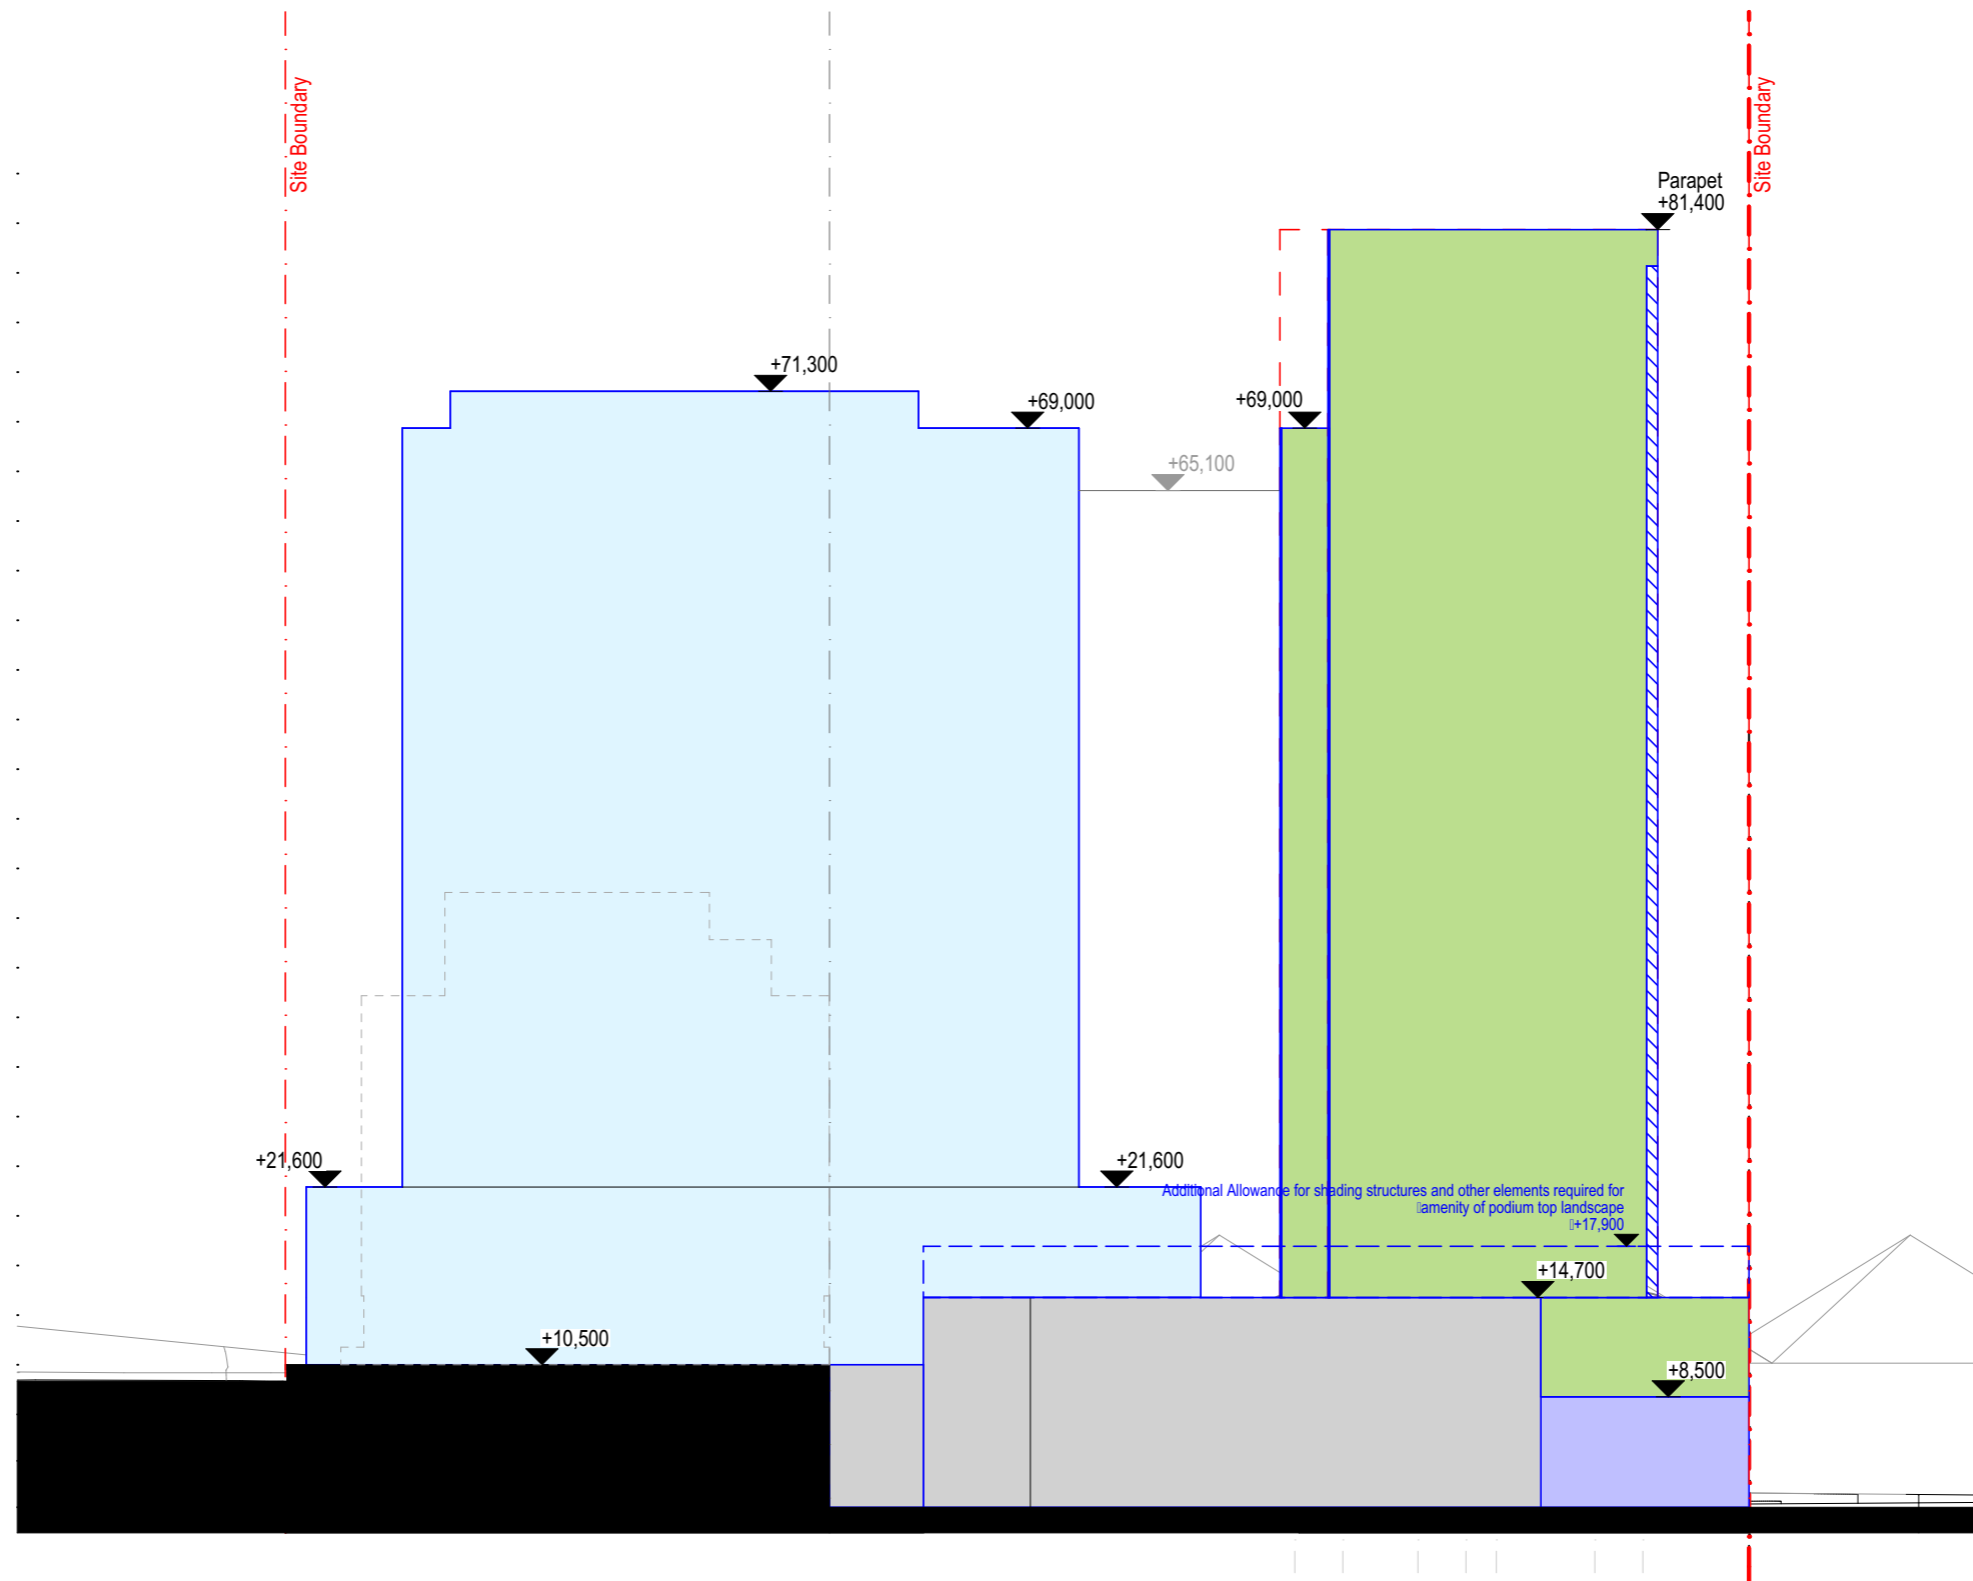 Site Boundary
Site Boundary
Parapet
+81,400
+71,300
+69,000
+69,000
+65,100
+21,600
+21,600
Additional Allowance for shading structures and other elements required for
amenity of podium top landscape
+17,900
+14,700
+10,500
+8,500